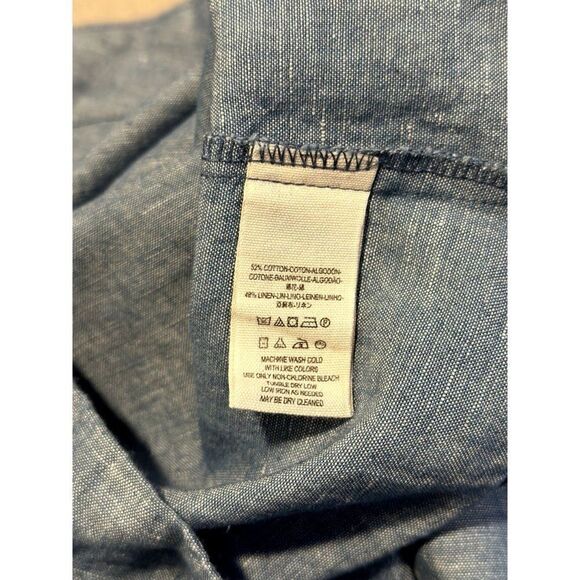 52% COTTON-COTON-ALGODÓN-
COTONE-BAUMWOLLE-ALGODÃO-
棉花-綿
48% LINEN-LIN-LINO-LEINEN-LINHO-
亞麻布-リネン
MACHINE WASH COLD
WITH LIKE COLORS
USE ONLY NON-CHLORINE BLEACH
TUMBLE DRY LOW
LOW IRON AS NEEDED
MAY BE DRY CLEANED